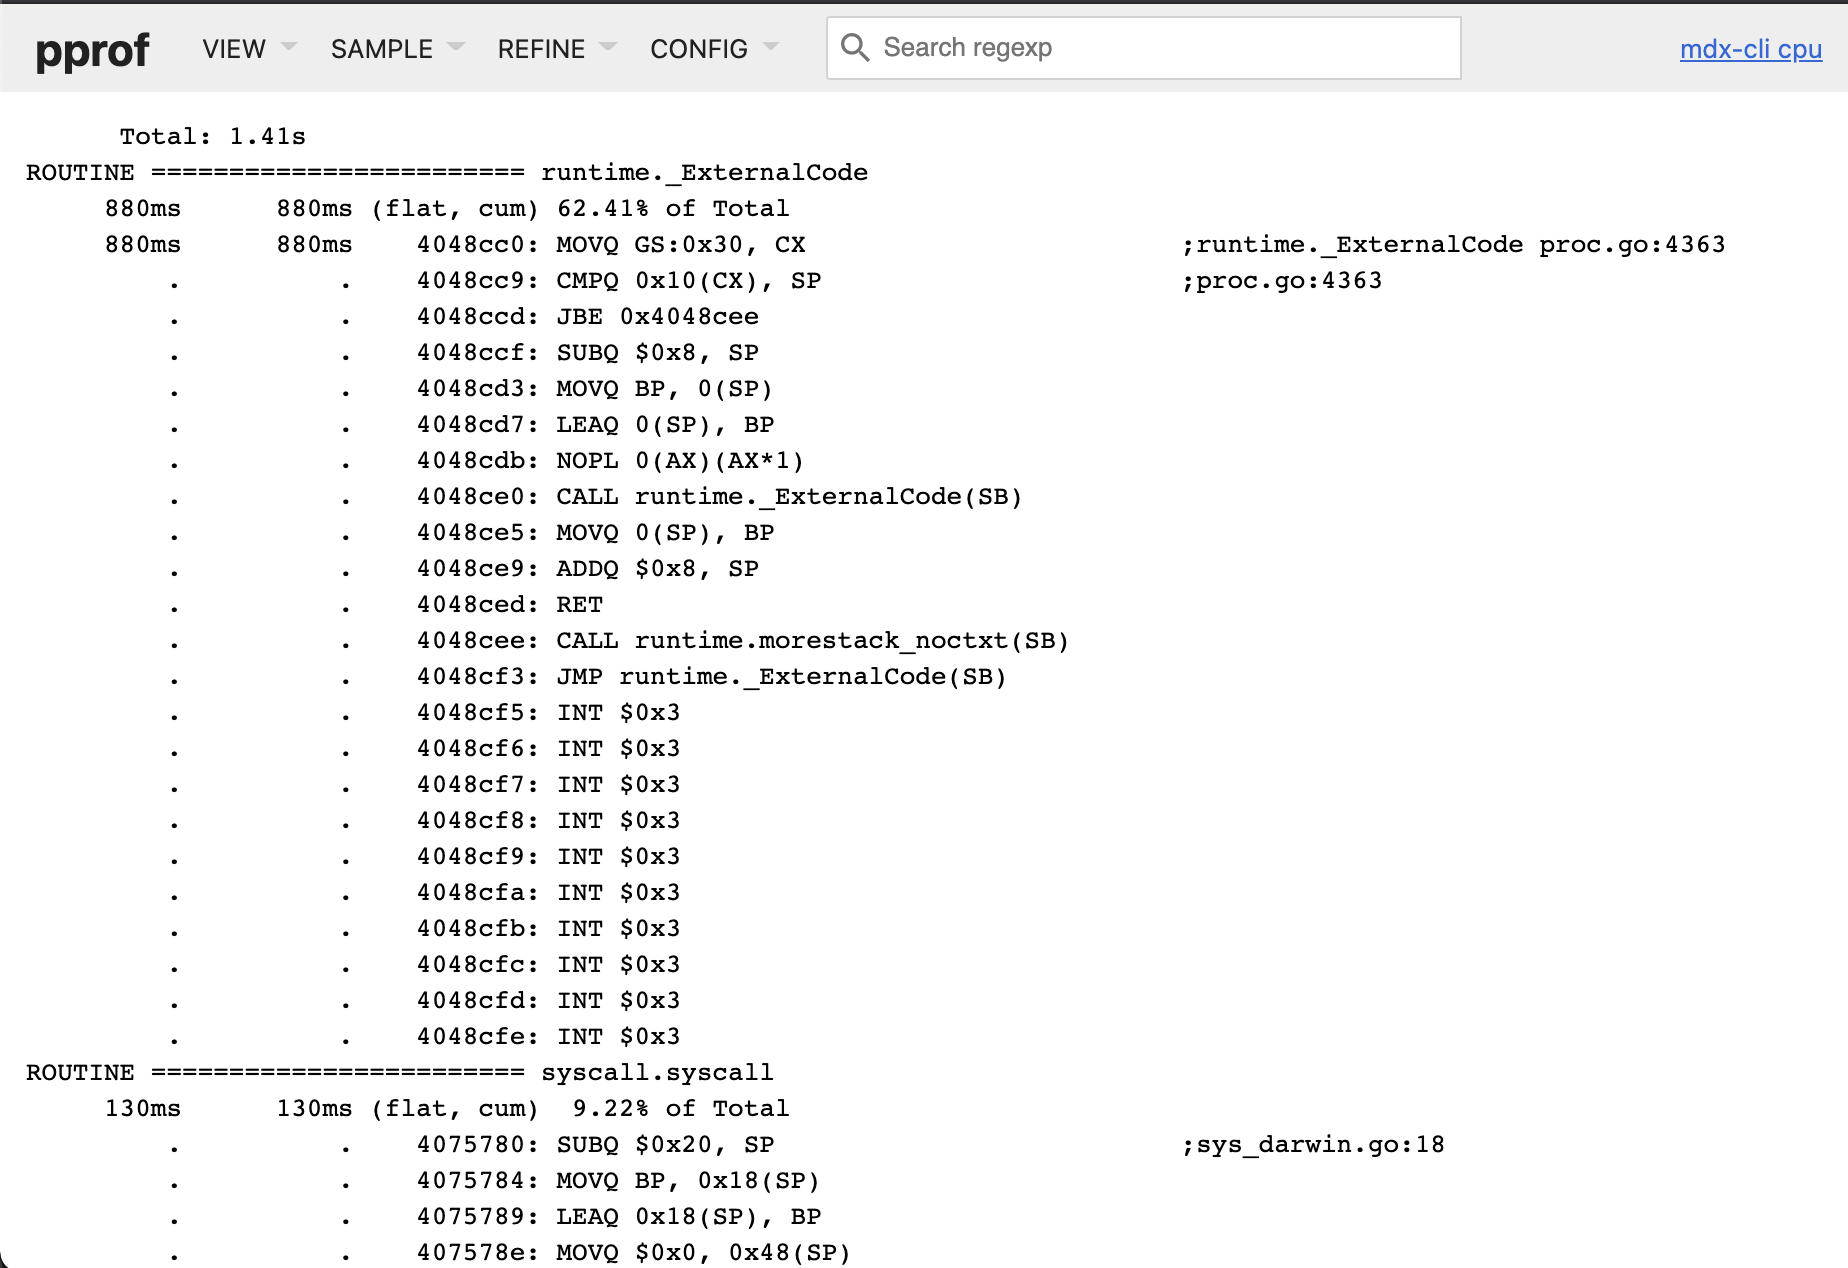 pprof VIEW SAMPLE REFINE CONFIG Search regexp mdx-cli cpu
Total: 1.41s
ROUTINE ======================== runtime._ExternalCode
880ms 880ms (flat, cum) 62.41% of Total
880ms 880ms 4048cc0: MOVQ GS:0x30, CX ;runtime._ExternalCode proc.go:4363
. . 4048cc9: CMPQ 0x10(CX), SP ;proc.go:4363
. . 4048ccd: JBE 0x4048cee
. . 4048ccf: SUBQ $0x8, SP
. . 4048cd3: MOVQ BP, 0(SP)
. . 4048cd7: LEAQ 0(SP), BP
. . 4048cdb: NOPL 0(AX)(AX*1)
. . 4048ce0: CALL runtime._ExternalCode(SB)
. . 4048ce5: MOVQ 0(SP), BP
. . 4048ce9: ADDQ $0x8, SP
. . 4048ced: RET
. . 4048cee: CALL runtime.morestack_noctxt(SB)
. . 4048cf3: JMP runtime._ExternalCode(SB)
. . 4048cf5: INT $0x3
. . 4048cf6: INT $0x3
. . 4048cf7: INT $0x3
. . 4048cf8: INT $0x3
. . 4048cf9: INT $0x3
. . 4048cfa: INT $0x3
. . 4048cfb: INT $0x3
. . 4048cfc: INT $0x3
. . 4048cfd: INT $0x3
. . 4048cfe: INT $0x3
ROUTINE ======================== syscall.syscall
130ms 130ms (flat, cum) 9.22% of Total
. . 4075780: SUBQ $0x20, SP ;sys_darwin.go:18
. . 4075784: MOVQ BP, 0x18(SP)
. . 4075789: LEAQ 0x18(SP), BP
. . 407578e: MOVQ $0x0, 0x48(SP)